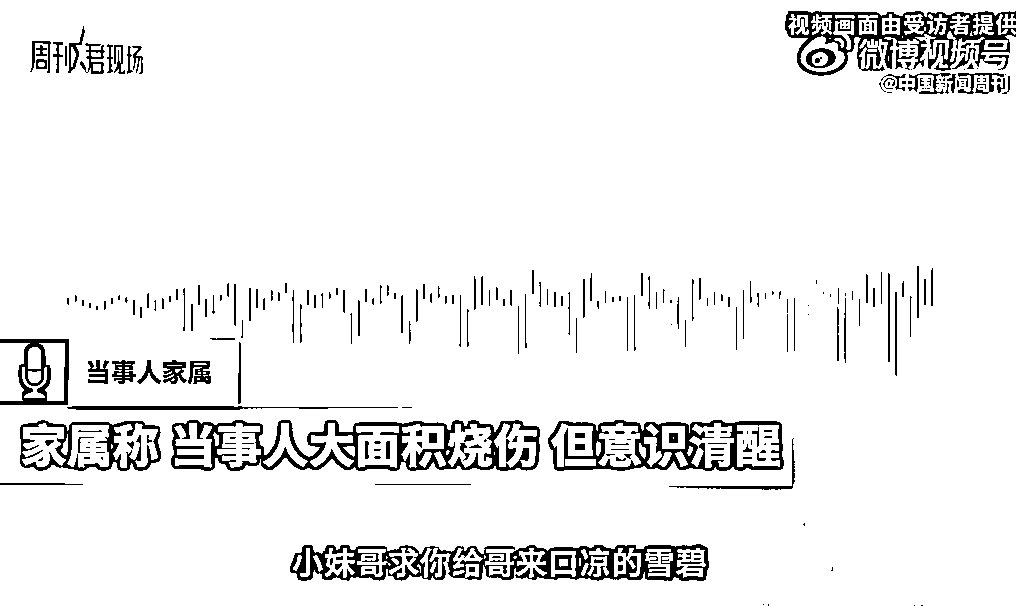 视频画面由受访者提供
周刊君现场
微博视频号
@中国新闻周刊
当事人家属
家属称 当事人大面积烧伤 但意识清醒
小妹哥求你给哥来口凉的雪碧